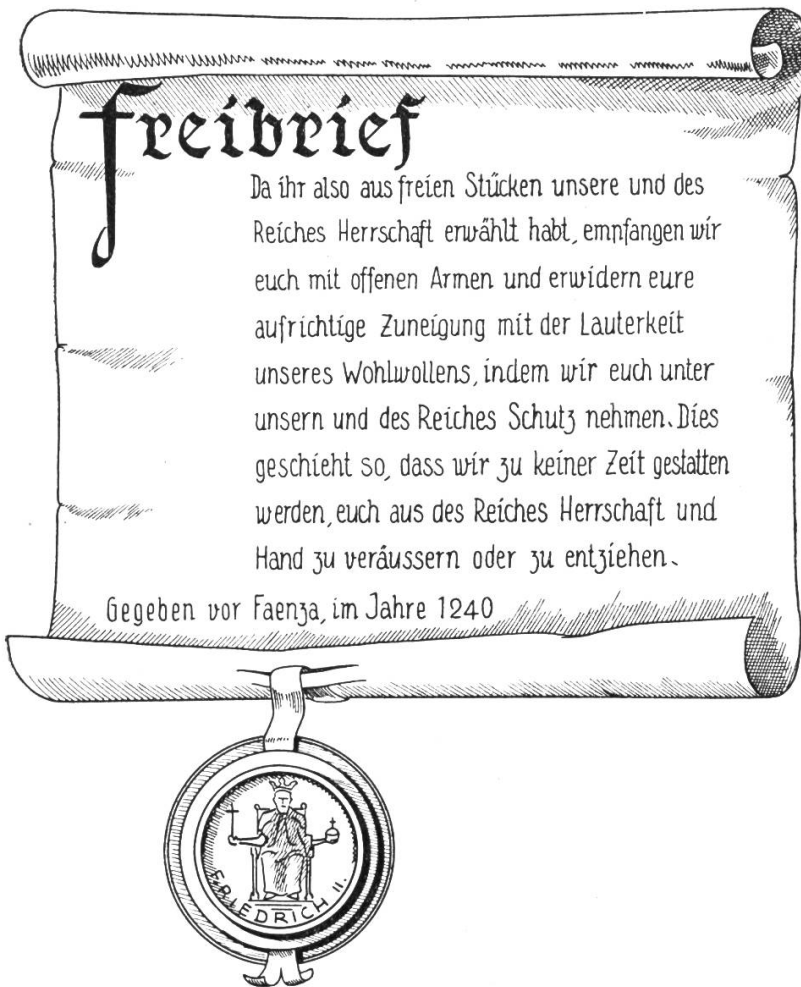 Freibrief
Da ihr also aus freien Stücken unsere und des
Reiches Herrschaft erwählt habt, emnfangen wir
euch mit offenen Armen und erwidern eure
aufrichtige Zuneigung mit der Lauterkeit
unseres Wohlwollens, indem wir euch unter
unsern und des Reiches Schutz nehmen. Dies
geschieht so, dass wir zu keiner Zeit gestatten
werden, euch aus des Reiches Herrschaft und
Hand zu veräussern oder zu entziehen.
Gegeben vor Faenza, im Jahre 1240
FRIEDRICH II.